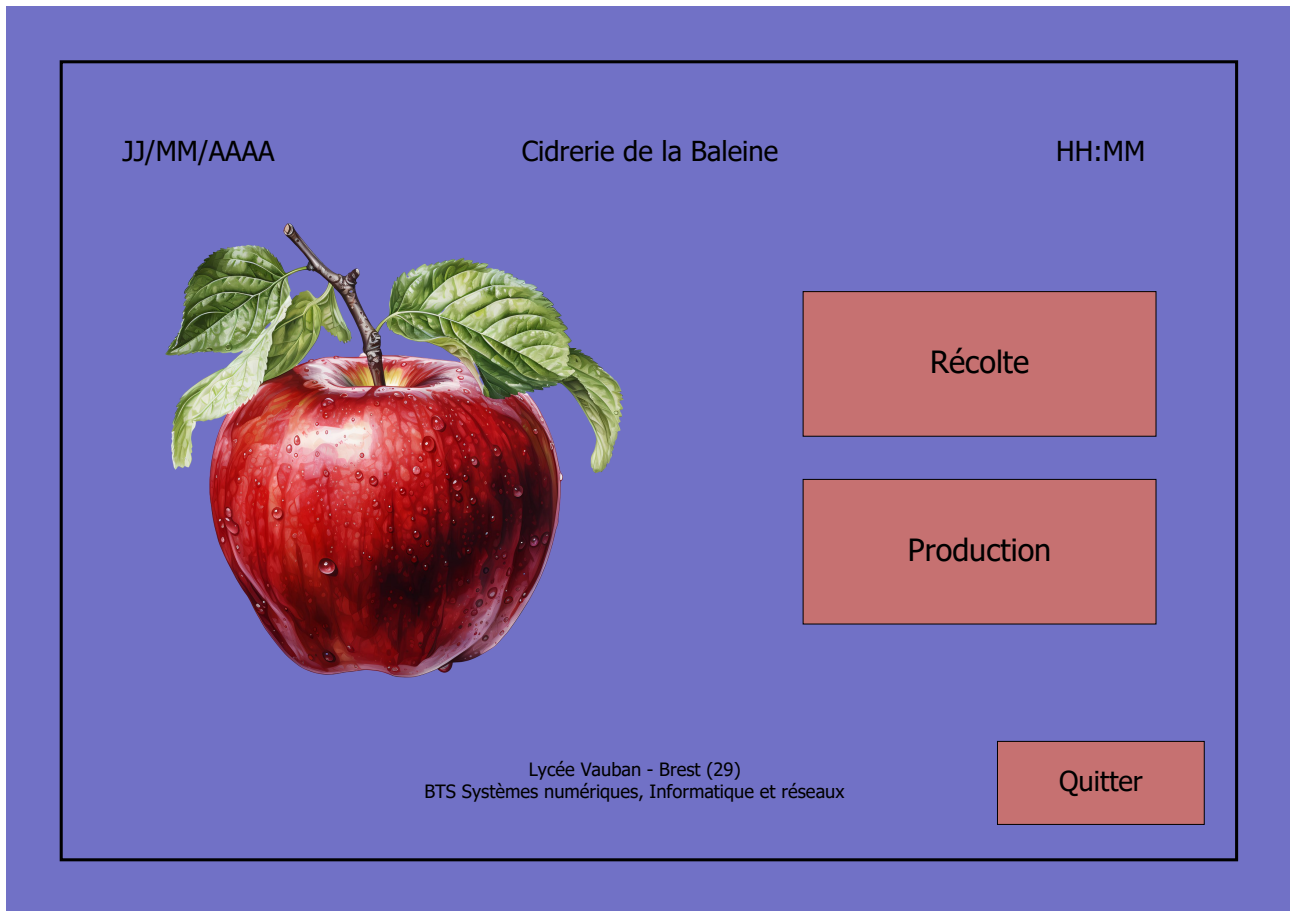 JJ/MM/AAAA
Cidrerie de la Baleine
HH:MM
Récolte
Production
Lycée Vauban - Brest (29)
BTS Systèmes numériques, Informatique et réseaux
Quitter